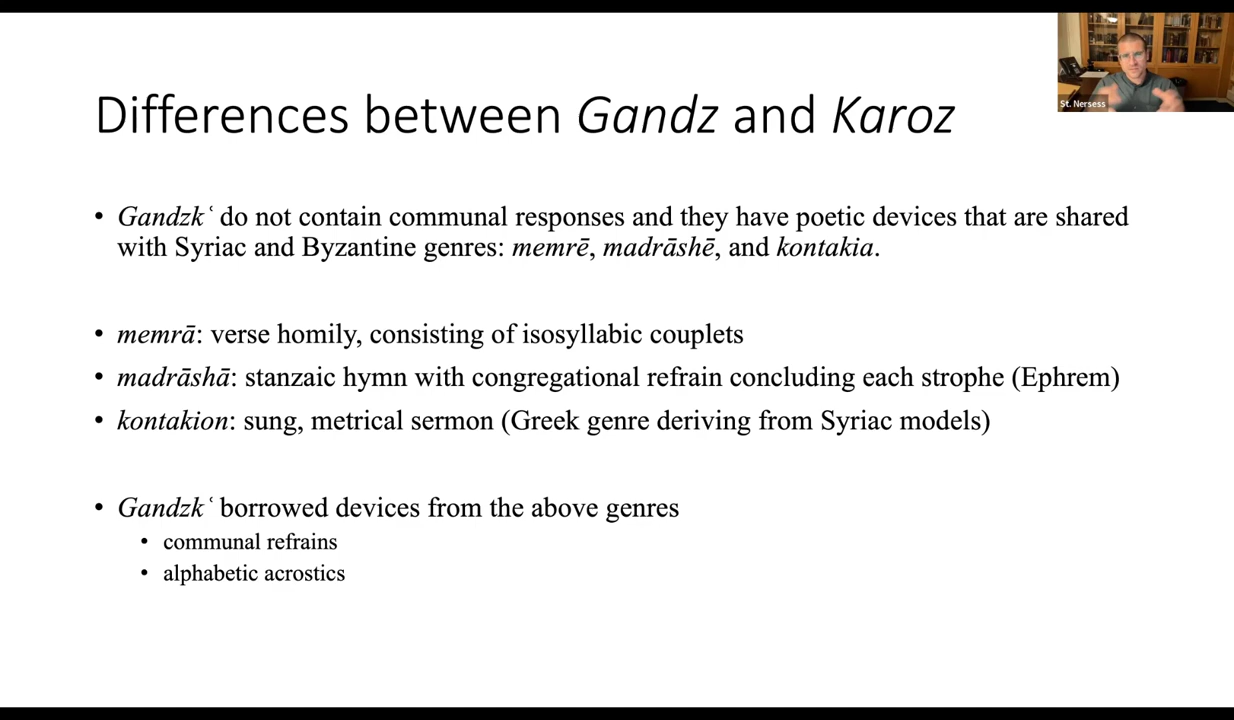 St. Nersess
Differences between Gandz and Karoz
• Gandzkʿ do not contain communal responses and they have poetic devices that are shared
with Syriac and Byzantine genres: memrē, madrāshē, and kontakia.
• memrā: verse homily, consisting of isosyllabic couplets
• madrāshā: stanzaic hymn with congregational refrain concluding each strophe (Ephrem)
• kontakion: sung, metrical sermon (Greek genre deriving from Syriac models)
• Gandzkʿ borrowed devices from the above genres
• communal refrains
• alphabetic acrostics